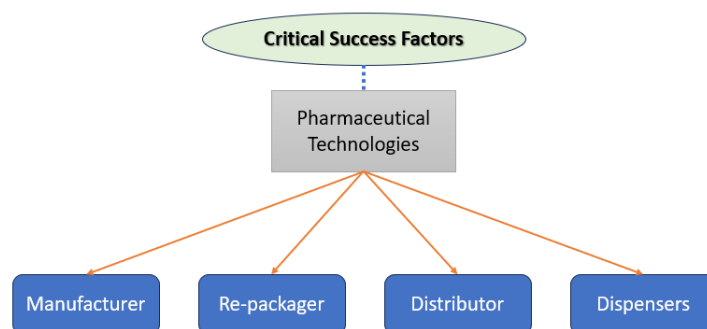 Critical Success Factors
Pharmaceutical
Technologies
Manufacturer
Re-packager
Distributor
Dispensers